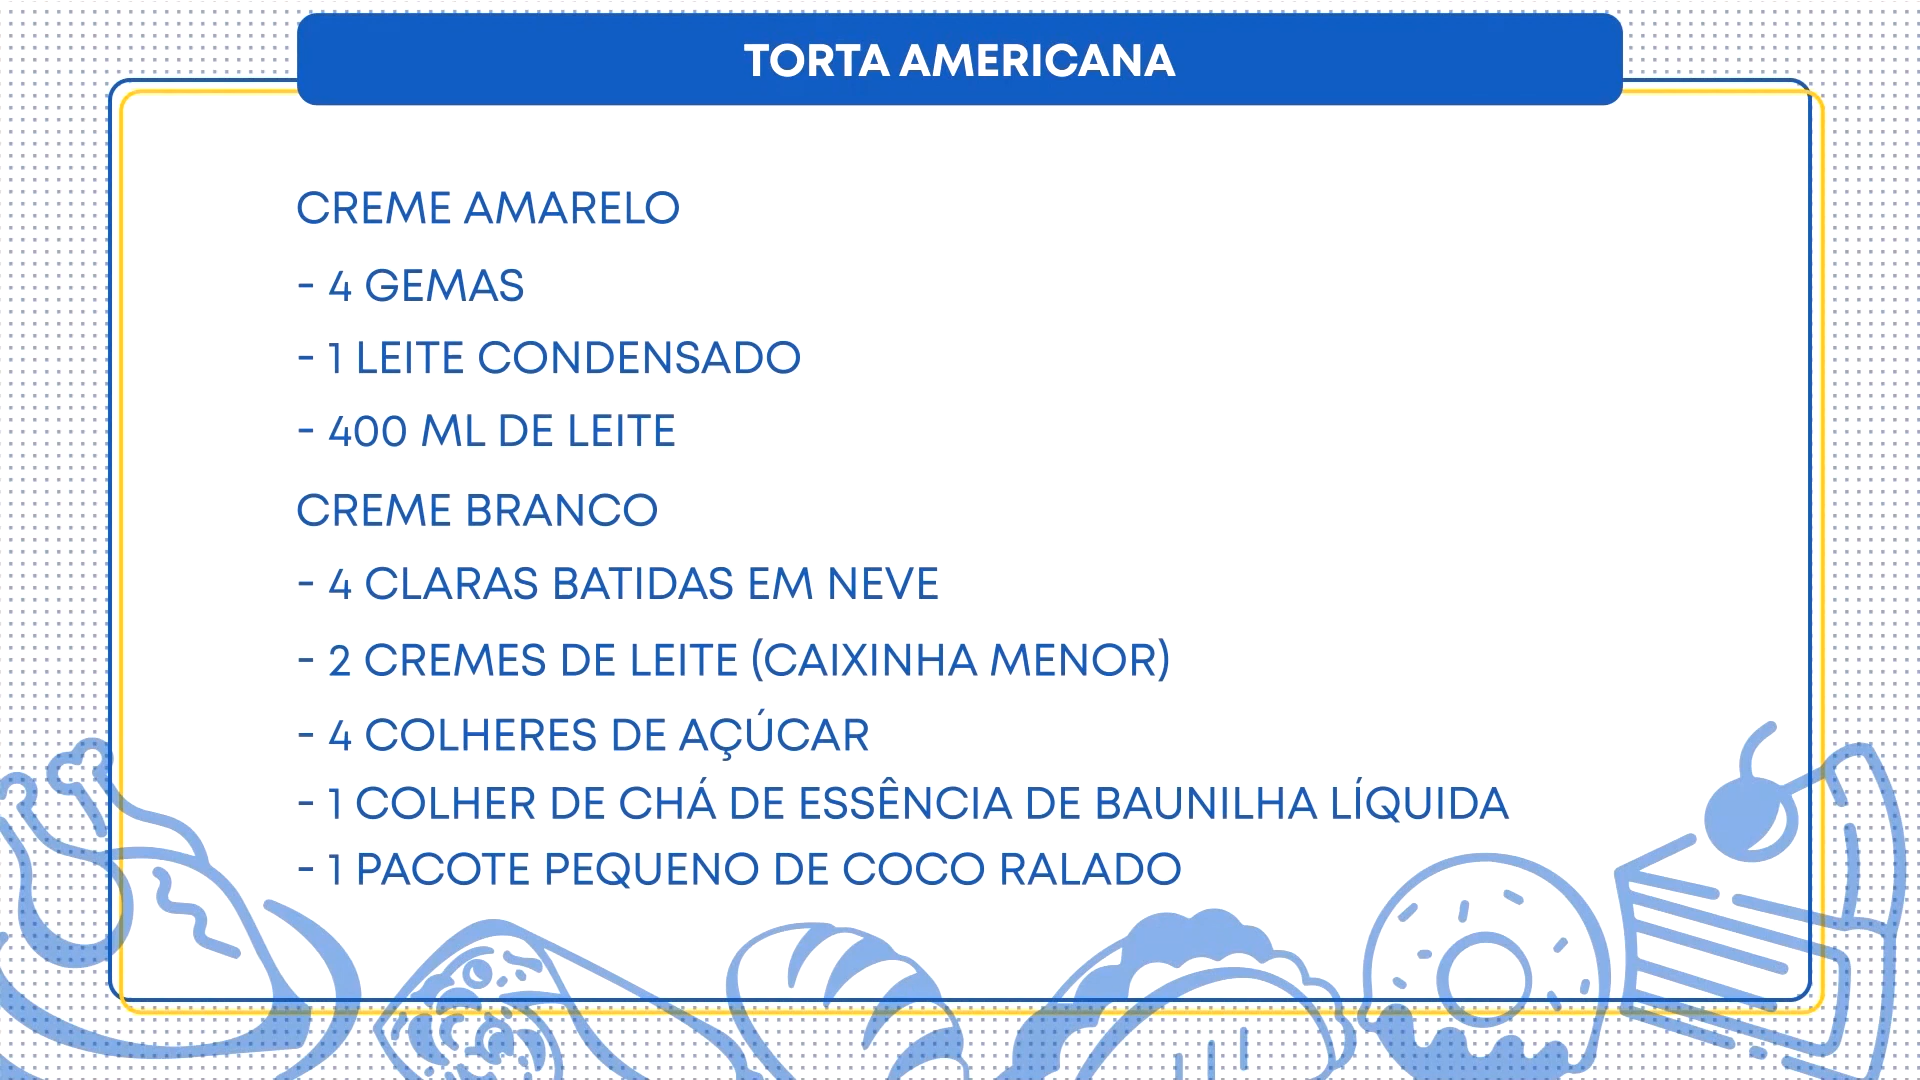 TORTA AMERICANA
CREME AMARELO
- 4 GEMAS
- 1 LEITE CONDENSADO
- 400 ML DE LEITE
CREME BRANCO
- 4 CLARAS BATIDAS EM NEVE
- 2 CREMES DE LEITE (CAIXINHA MENOR)
- 4 COLHERES DE AÇÚCAR
- 1 COLHER DE CHÁ DE ESSÊNCIA DE BAUNILHA LÍQUIDA
- 1 PACOTE PEQUENO DE COCO RALADO